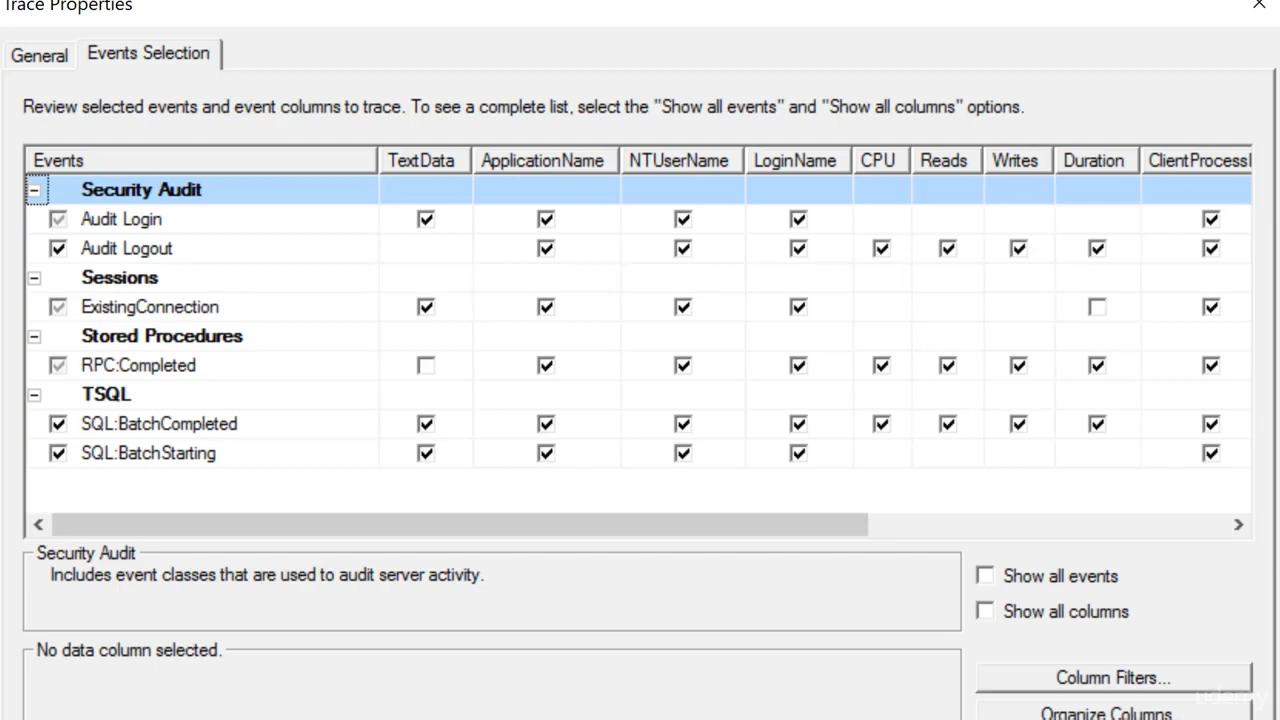 Trace Properties
General
Events Selection
Review selected events and event columns to trace. To see a complete list, select the "Show all events" and "Show all columns" options.
Events TextData ApplicationName NTUserName LoginName CPU Reads Writes Duration ClientProcessI
Security Audit
Audit Login
Audit Logout
Sessions
ExistingConnection
Stored Procedures
RPC:Completed
TSQL
SQL:BatchCompleted
SQL:BatchStarting
Security Audit
Includes event classes that are used to audit server activity.
Show all events
Show all columns
No data column selected.
Column Filters...
Organize Columns...
udemy